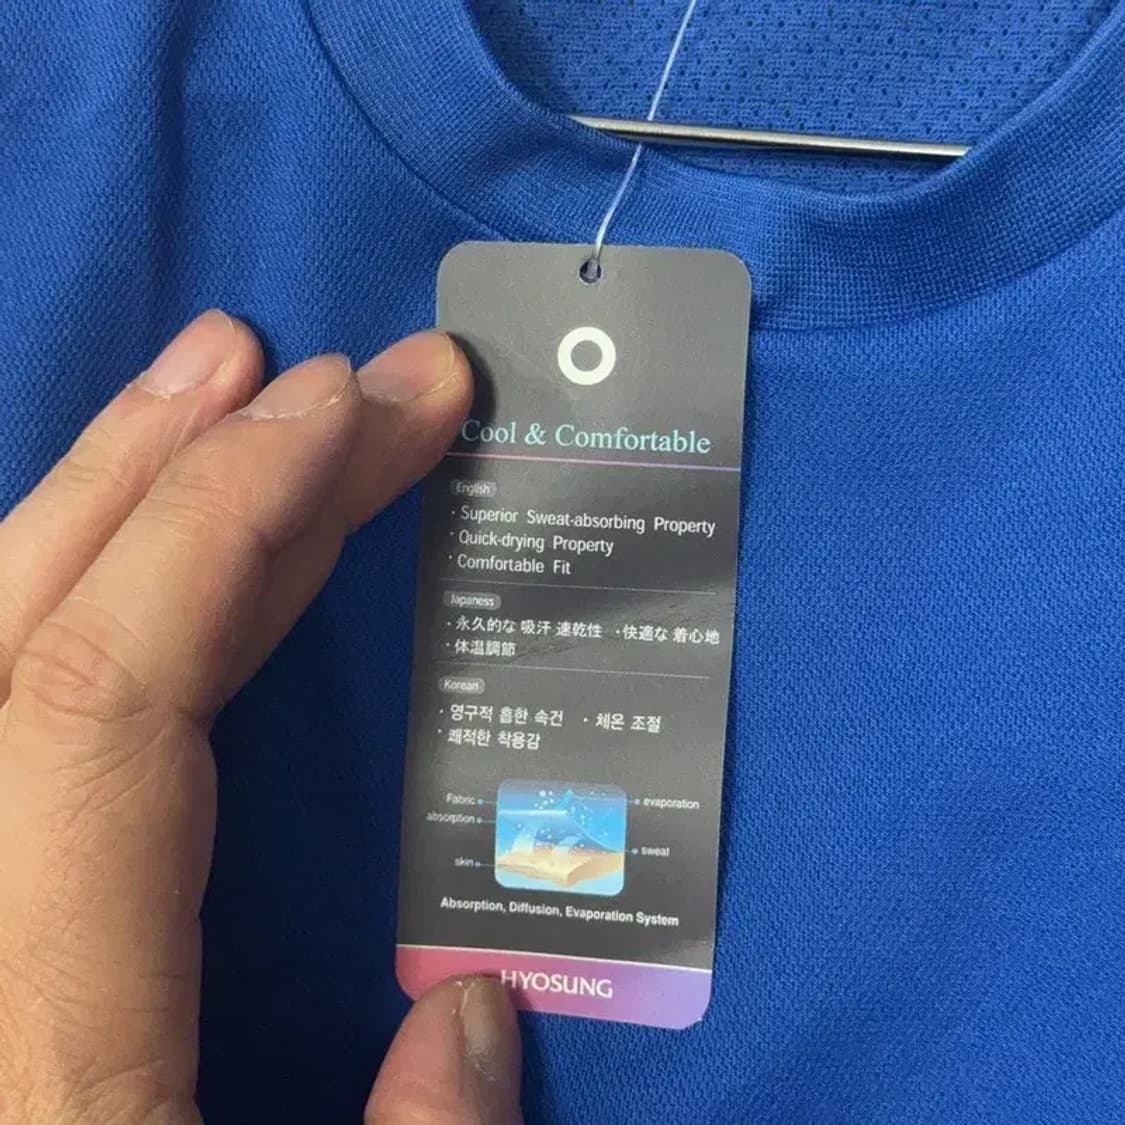 Cool & Comfortable
English
· Superior Sweat-absorbing Property
· Quick-drying Property
· Comfortable Fit
Japaness
· 永久的な 吸汗 速乾性 ·快適な 着心地
· 体温調節
Korean
· 영구적 흡한 속건 · 체온 조절
· 쾌적한 착용감
Fabric
evaporation
absorption
sweat
skin
Absorption, Diffusion, Evaporation System
HYOSUNG